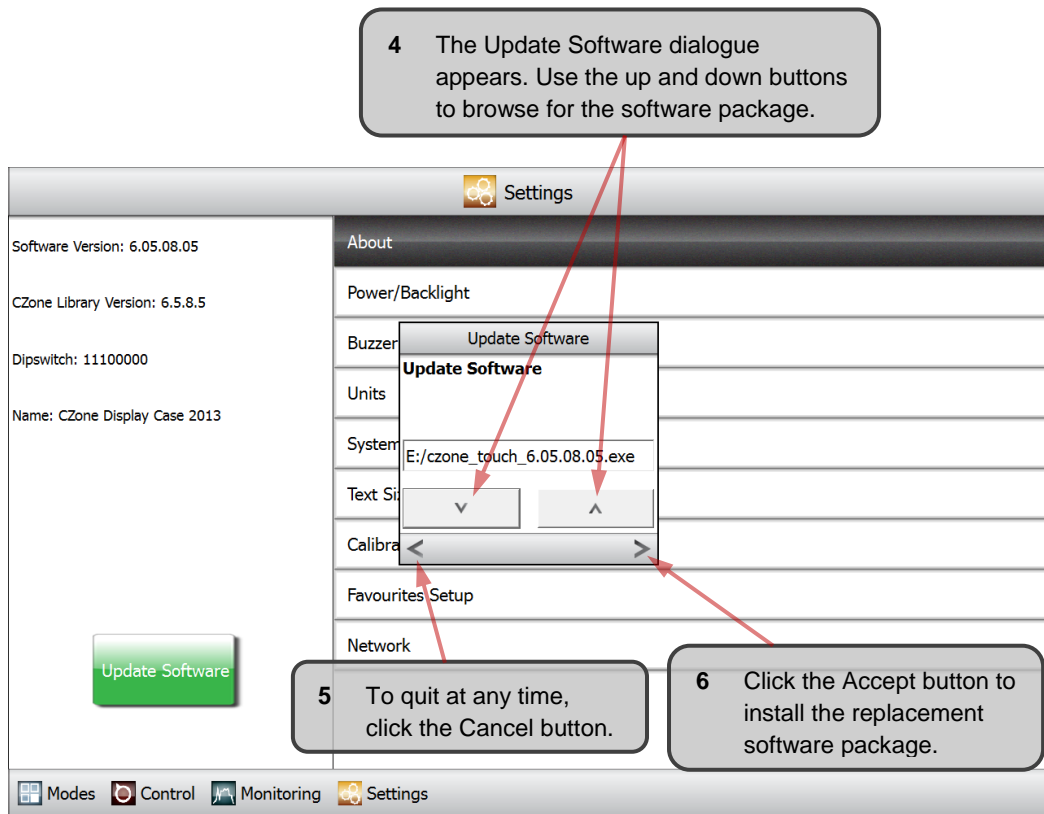 4 The Update Software dialogue
appears. Use the up and down buttons
to browse for the software package.
Settings
Software Version: 6.05.08.05
CZone Library Version: 6.5.8.5
Dipswitch: 11100000
Name: CZone Display Case 2013
Update Software
About
Power/Backlight
Buzzer
Units
System
Text Si
Calibra
Favourites Setup
Network
Update Software
Update Software
E:/czone_touch_6.05.08.05.exe
v ʌ
< >
5 To quit at any time,
click the Cancel button.
6 Click the Accept button to
install the replacement
software package.
Modes Control Monitoring Settings